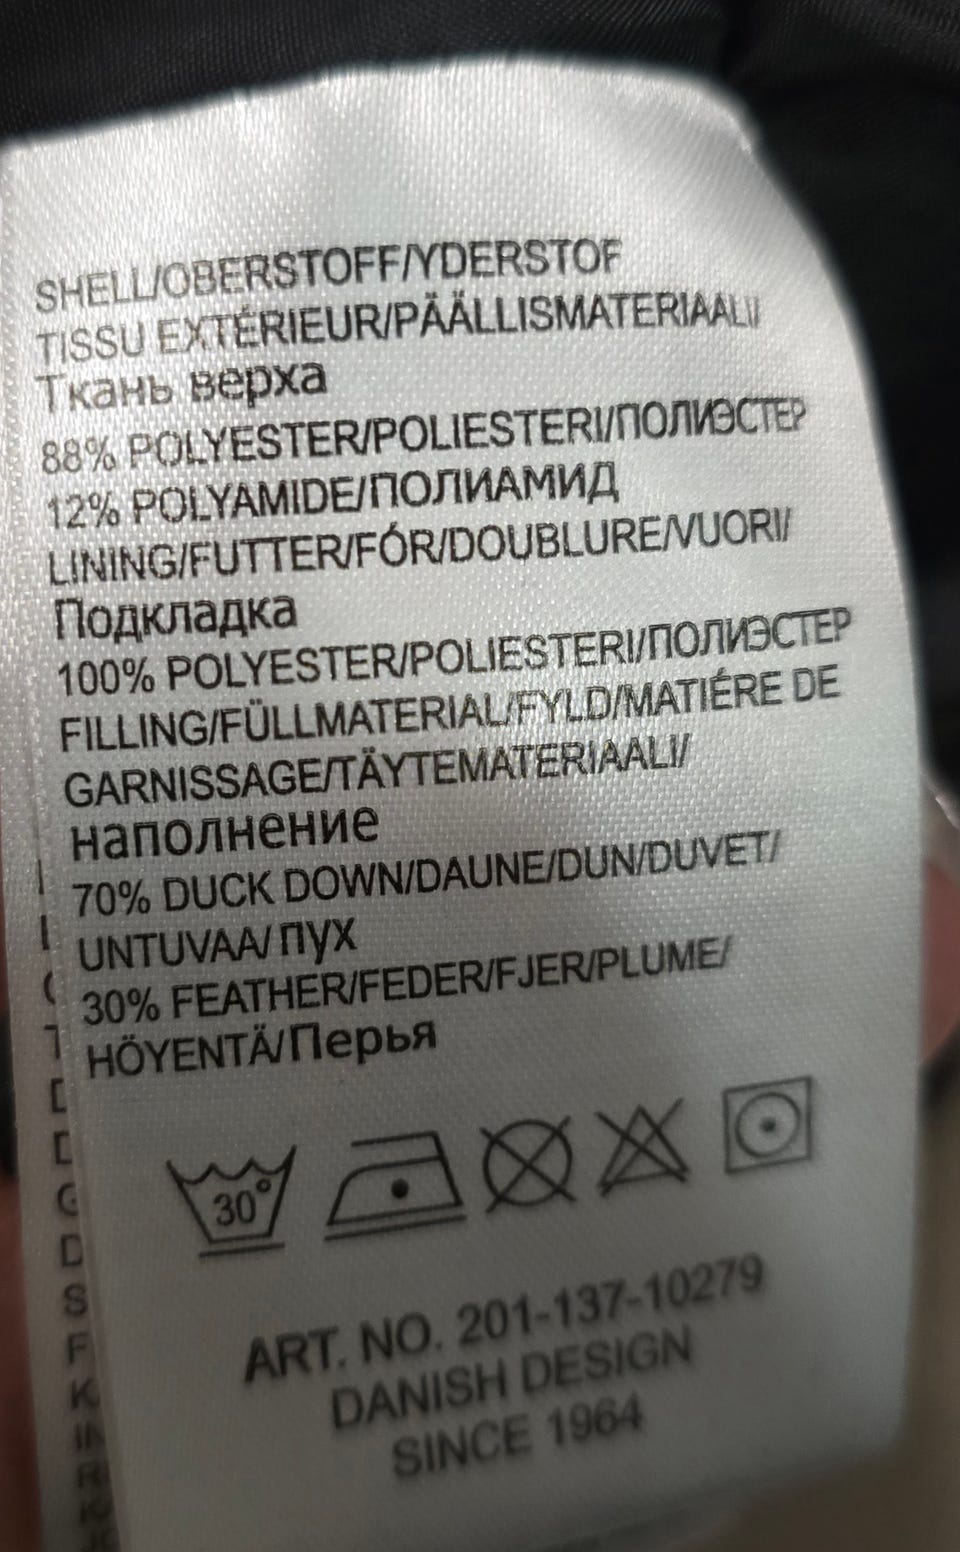 SHELL/OBERSTOFF/YDERSTOF
TISSU EXTÉRIEUR/PÄÄLLISMATERIAALI/
Ткань верха
88% POLYESTER/POLIESTERI/ПОЛИЭСТЕР
12% POLYAMIDE/ПОЛИАМИД
LINING/FUTTER/FÓR/DOUBLURE/VUORI/
Подкладка
100% POLYESTER/POLIESTERI/ПОЛИЭСТЕР
FILLING/FÜLLMATERIAL/FYLD/MATIÉRE DE
GARNISSAGE/TÄYTEMATERIAALI/
наполнение
70% DUCK DOWN/DAUNE/DUN/DUVET/
UNTUVAA/ пух
30% FEATHER/FEDER/FJER/PLUME/
HÖYENTÄ/Перья
30°
ART. NO. 201-137-10279
DANISH DESIGN
SINCE 1964